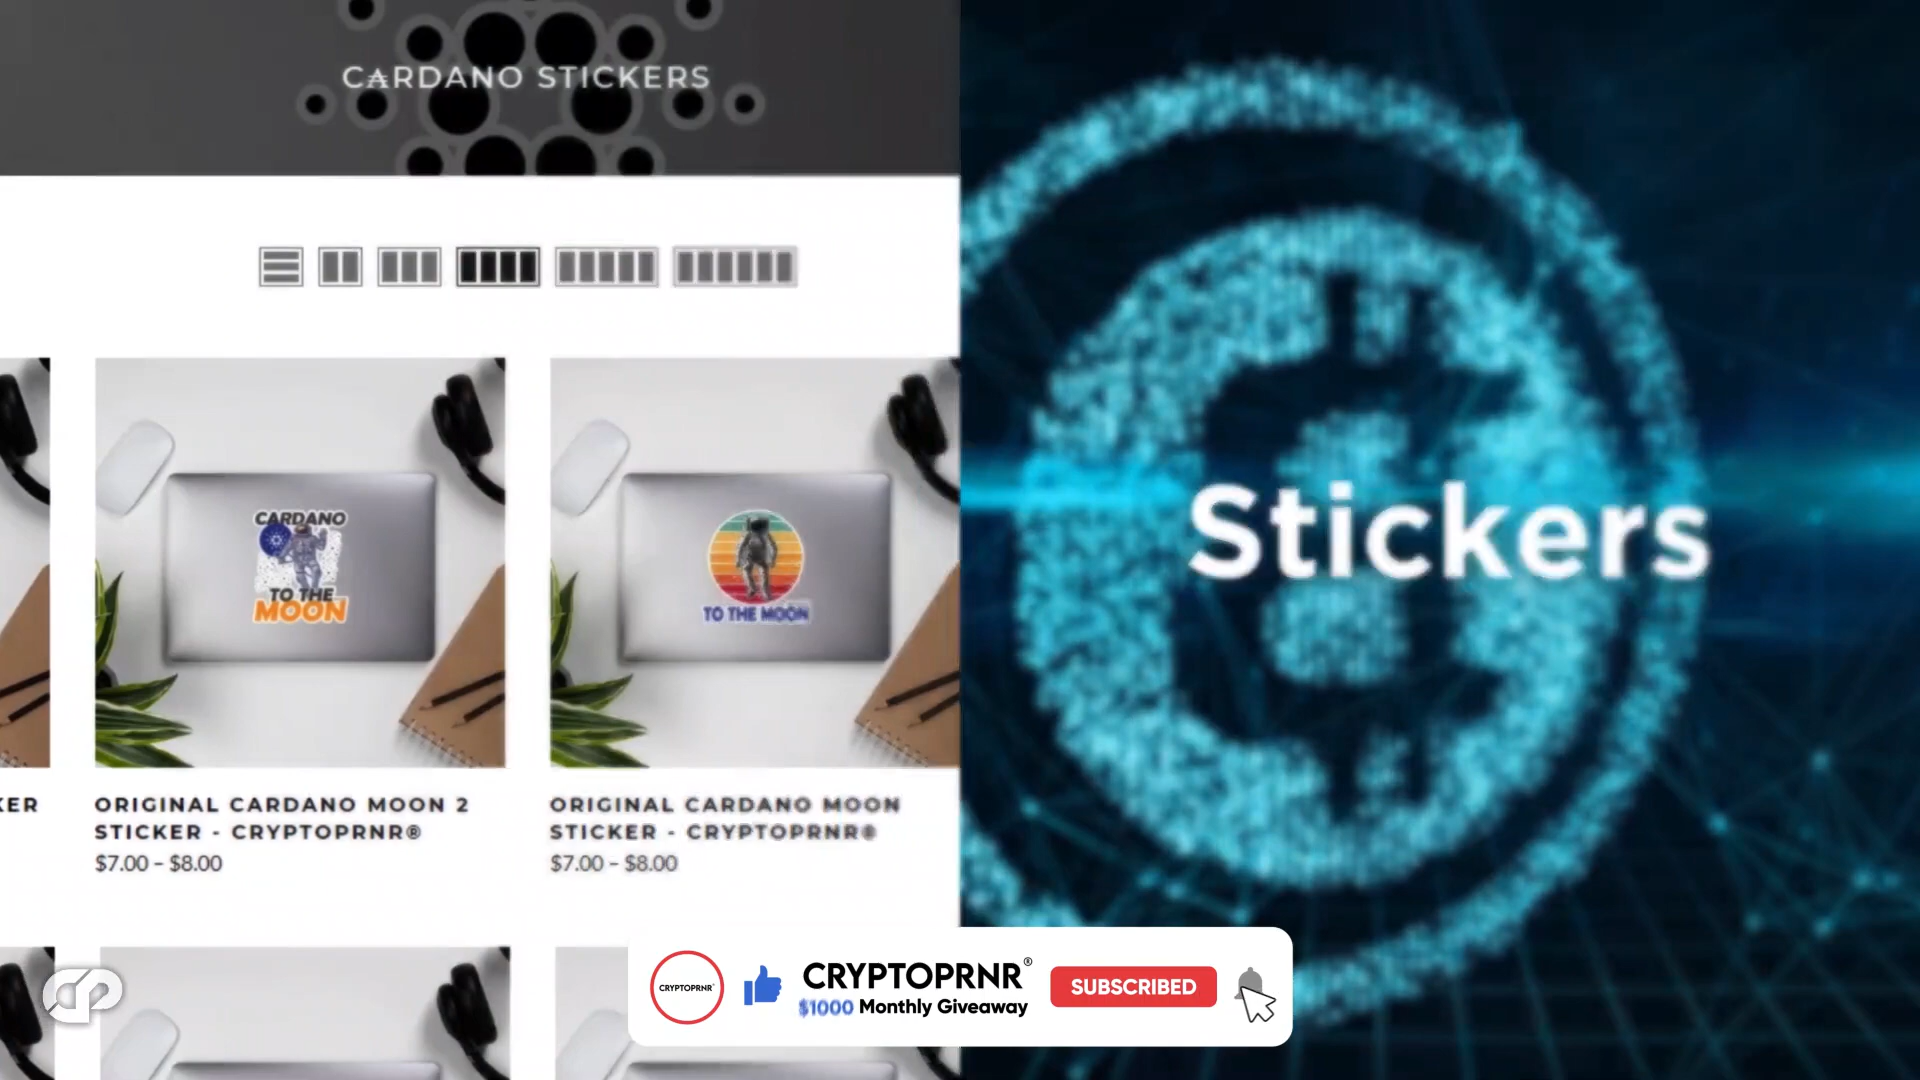 CARDANO STICKERS
CARDANO
TO THE
MOON
TO THE MOON
Stickers
KER
ORIGINAL CARDANO MOON 2
STICKER - CRYPTOPRNR®
$7.00 – $8.00
ORIGINAL CARDANO MOON
STICKER - CRYPTOPRNR®
$7.00 – $8.00
CRYPTOPRNR®
CRYPTOPRNR®
$1000 Monthly Giveaway
SUBSCRIBED